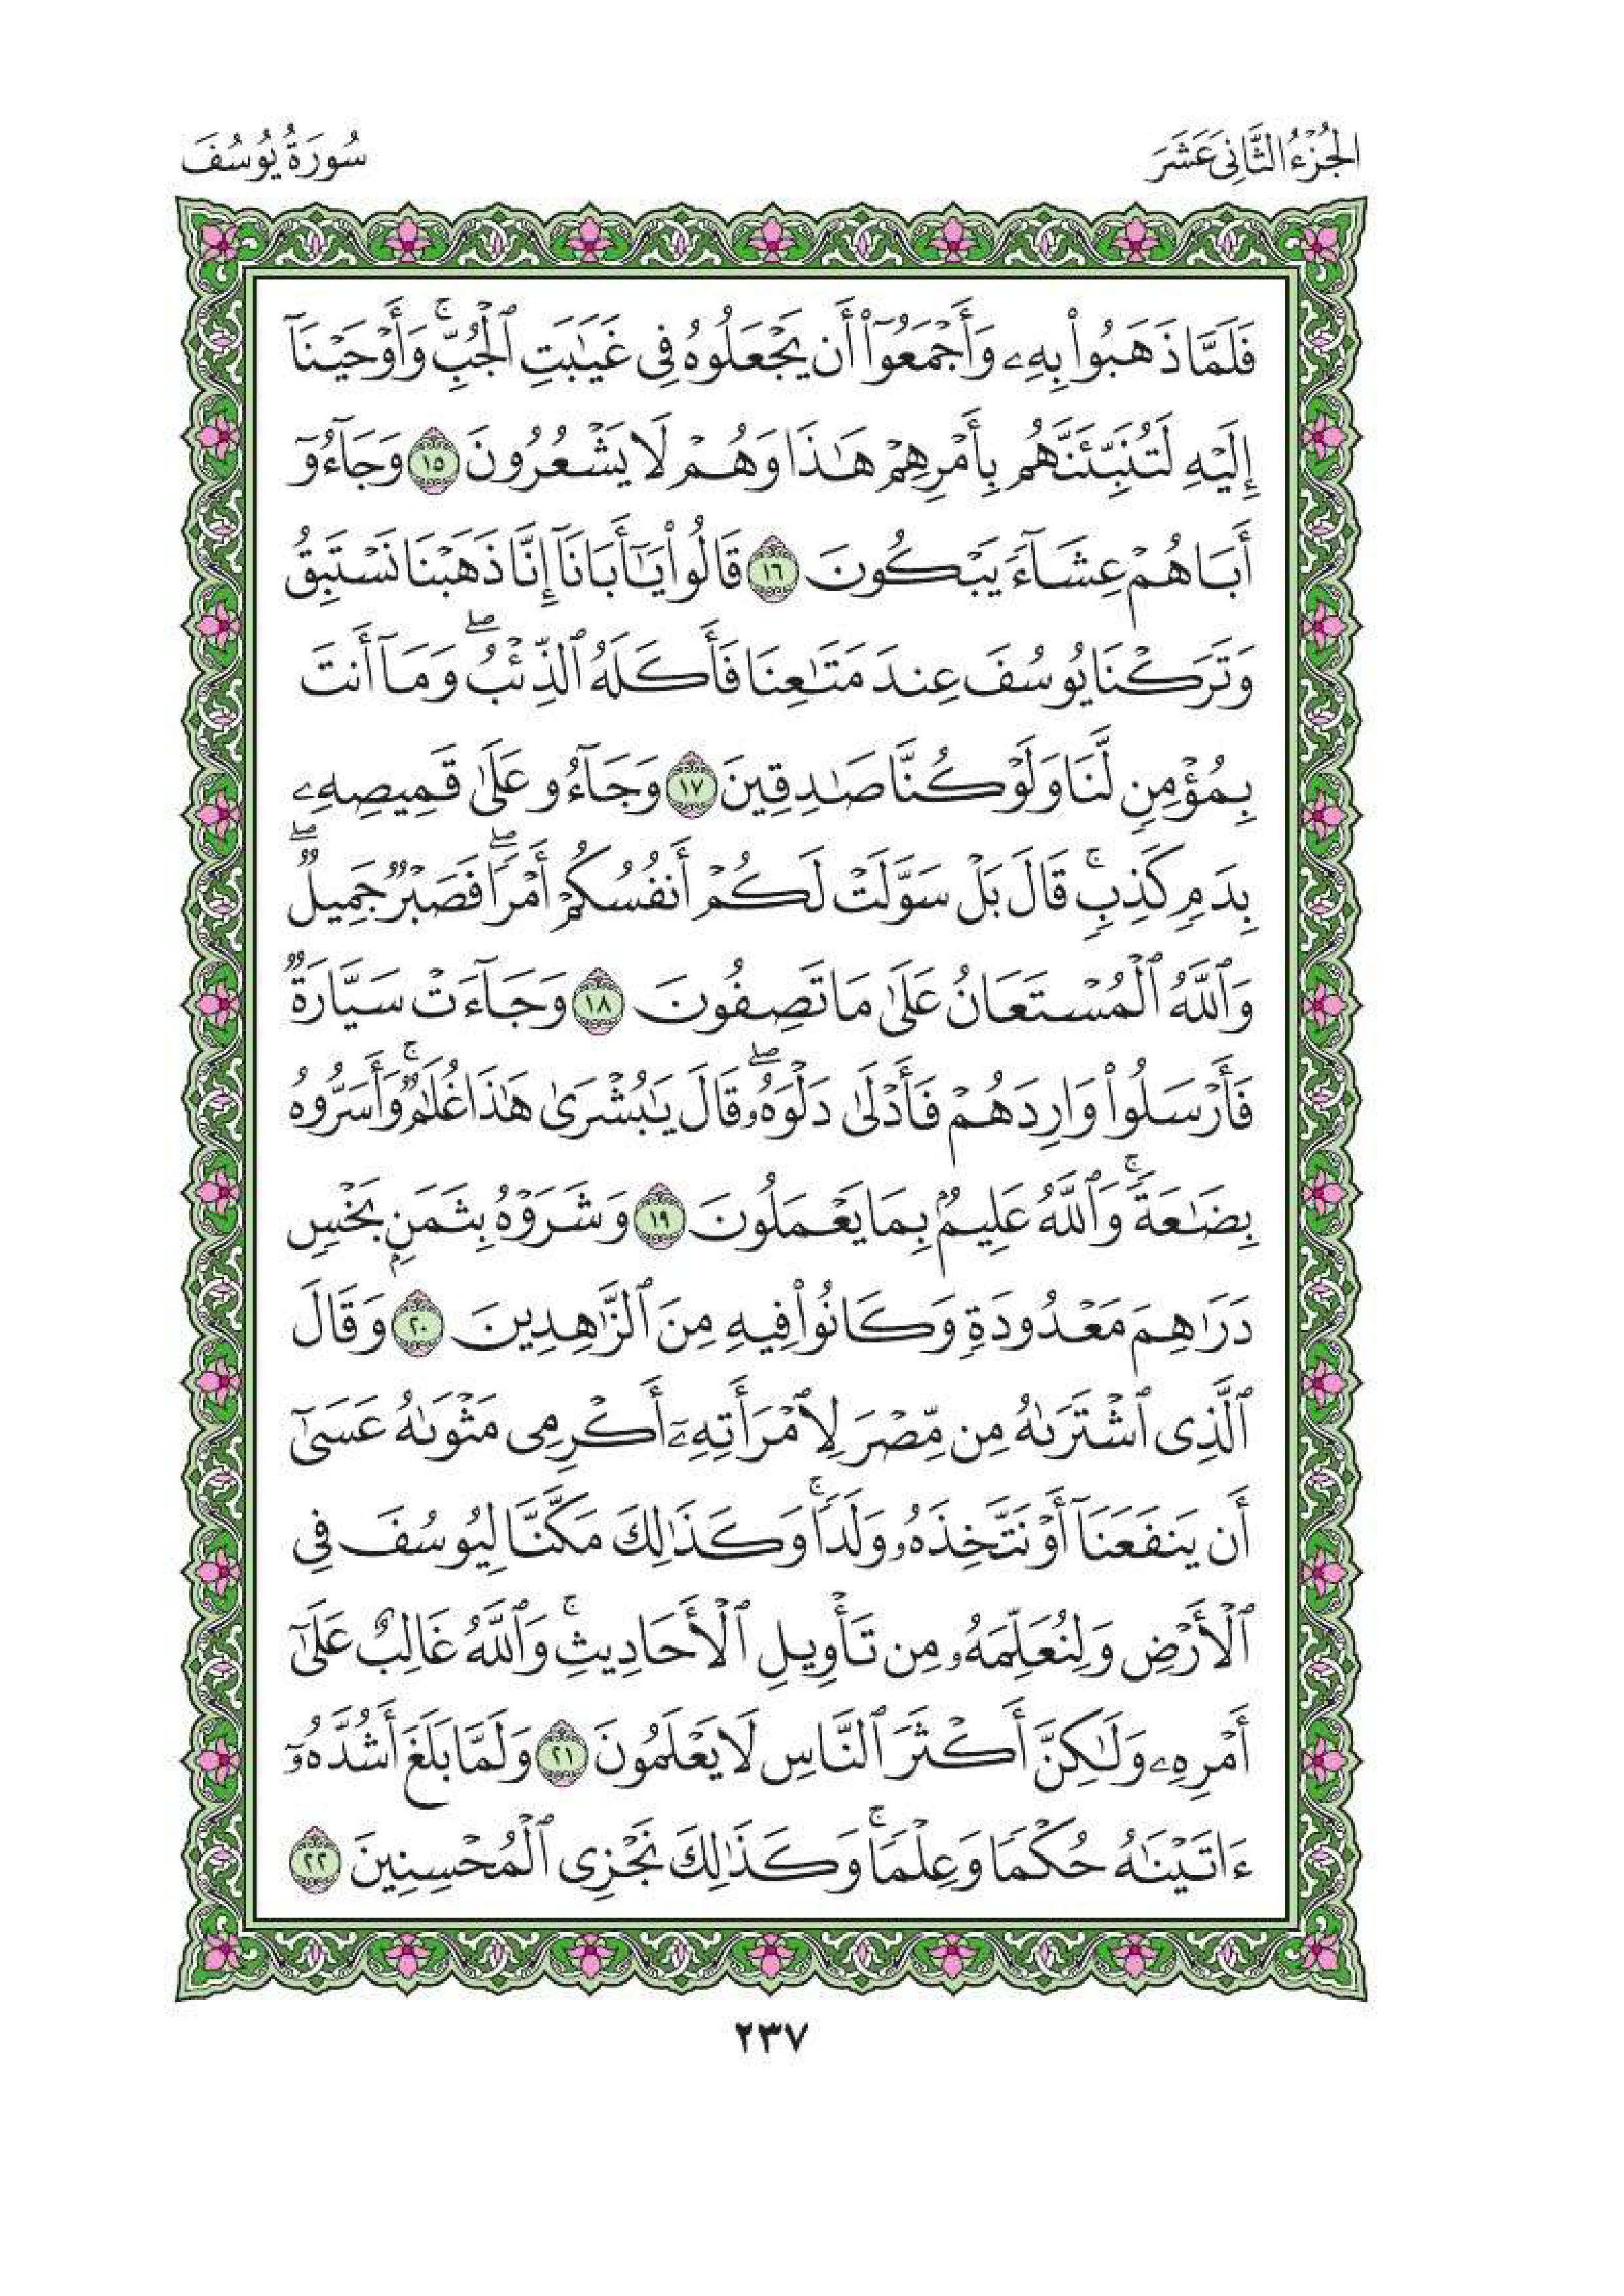 الجُزْءُ الثَّانِي عَشَرَ
سُورَةُ يُوسُفَ
فَلَمَّا ذَهَبُوا۟ بِهِۦ وَأَجْمَعُوٓا۟ أَن يَجْعَلُوهُ فِى غَيَـٰبَتِ ٱلْجُبِّ ۚ وَأَوْحَيْنَآ
إِلَيْهِ لَتُنَبِّئَنَّهُم بِأَمْرِهِمْ هَـٰذَا وَهُمْ لَا يَشْعُرُونَ ١٥ وَجَآءُوٓ
أَبَاهُمْ عِشَآءً يَبْكُونَ ١٦ قَالُوا۟ يَـٰٓأَبَانَآ إِنَّا ذَهَبْنَا نَسْتَبِقُ
وَتَرَكْنَا يُوسُفَ عِندَ مَتَـٰعِنَا فَأَكَلَهُ ٱلذِّئْبُ ۖ وَمَآ أَنتَ
بِمُؤْمِنٍ لَّنَا وَلَوْ كُنَّا صَـٰدِقِينَ ١٧ وَجَآءُو عَلَىٰ قَمِيصِهِۦ
بِدَمٍ كَذِبٍ ۚ قَالَ بَلْ سَوَّلَتْ لَكُمْ أَنفُسُكُمْ أَمْرًا ۖ فَصَبْرٌ جَمِيلٌ ۖ
وَٱللَّهُ ٱلْمُسْتَعَانُ عَلَىٰ مَا تَصِفُونَ ١٨ وَجَآءَتْ سَيَّارَةٌ
فَأَرْسَلُوا۟ وَارِدَهُمْ فَأَدْلَىٰ دَلْوَهُۥ ۖ قَالَ يَـٰبُشْرَىٰ هَـٰذَا غُلَـٰمٌ ۚ وَأَسَرُّوهُ
بِضَـٰعَةً ۚ وَٱللَّهُ عَلِيمٌۢ بِمَا يَعْمَلُونَ ١٩ وَشَرَوْهُ بِثَمَنٍۭ بَخْسٍ
دَرَٰهِمَ مَعْدُودَةٍ وَكَانُوا۟ فِيهِ مِنَ ٱلزَّٰهِدِينَ ٢٠ وَقَالَ
ٱلَّذِى ٱشْتَرَىٰهُ مِن مِّصْرَ لِٱمْرَأَتِهِۦٓ أَكْرِمِى مَثْوَىٰهُ عَسَىٰٓ
أَن يَنفَعَنَآ أَوْ نَتَّخِذَهُۥ وَلَدًا ۚ وَكَذَٰلِكَ مَكَّنَّا لِيُوسُفَ فِى
ٱلْأَرْضِ وَلِنُعَلِّمَهُۥ مِن تَأْوِيلِ ٱلْأَحَادِيثِ ۚ وَٱللَّهُ غَالِبٌ عَلَىٰٓ
أَمْرِهِۦ وَلَـٰكِنَّ أَكْثَرَ ٱلنَّاسِ لَا يَعْلَمُونَ ٢١ وَلَمَّا بَلَغَ أَشُدَّهُۥٓ
ءَاتَيْنَـٰهُ حُكْمًا وَعِلْمًا ۚ وَكَذَٰلِكَ نَجْزِى ٱلْمُحْسِنِينَ ٢٢
٢٣٧